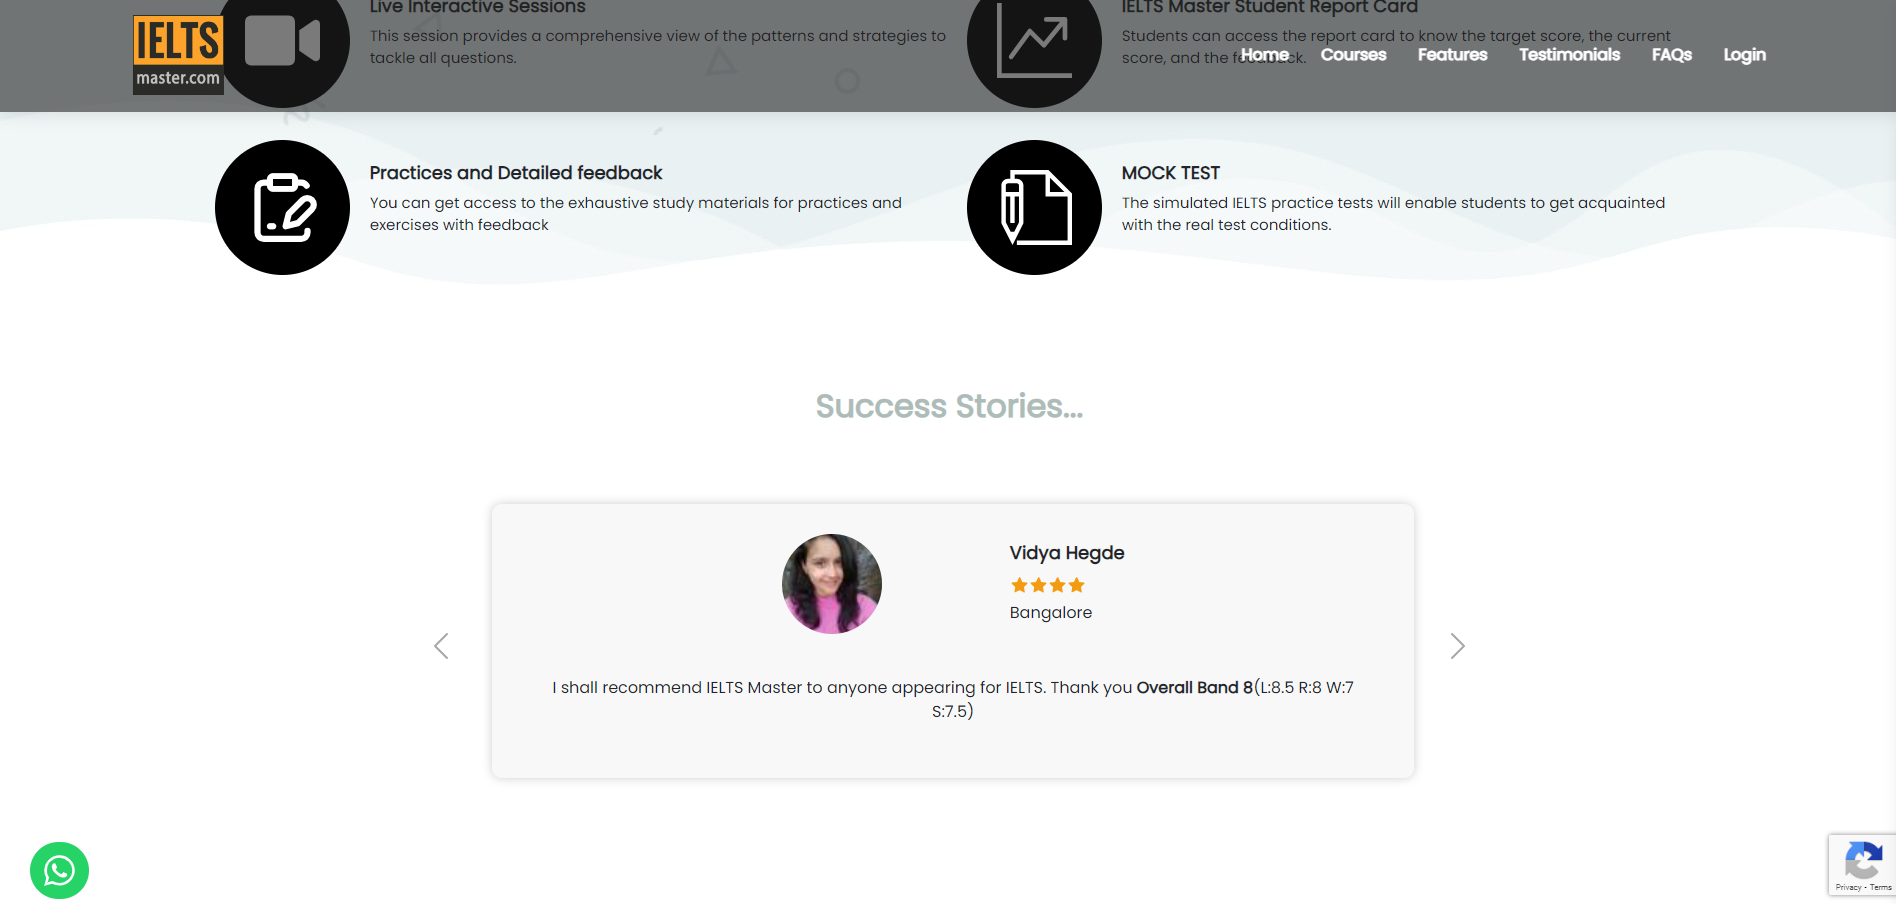 IELTS
master.com
Home
Courses
Features
Testimonials
FAQs
Login
Live Interactive Sessions
This session provides a comprehensive view of the patterns and strategies to
tackle all questions.
IELTS Master Student Report Card
Students can access the report card to know the target score, the current
score, and the feedback.
Practices and Detailed feedback
You can get access to the exhaustive study materials for practices and
exercises with feedback
MOCK TEST
The simulated IELTS practice tests will enable students to get acquainted
with the real test conditions.
Success Stories...
Vidya Hegde
Bangalore
I shall recommend IELTS Master to anyone appearing for IELTS. Thank you Overall Band 8(L:8.5 R:8 W:7
S:7.5)
Privacy - Terms